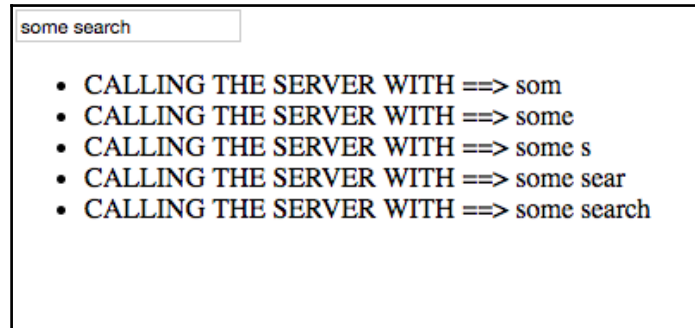 some search
• CALLING THE SERVER WITH ==> som
• CALLING THE SERVER WITH ==> some
• CALLING THE SERVER WITH ==> some s
• CALLING THE SERVER WITH ==> some sear
• CALLING THE SERVER WITH ==> some search